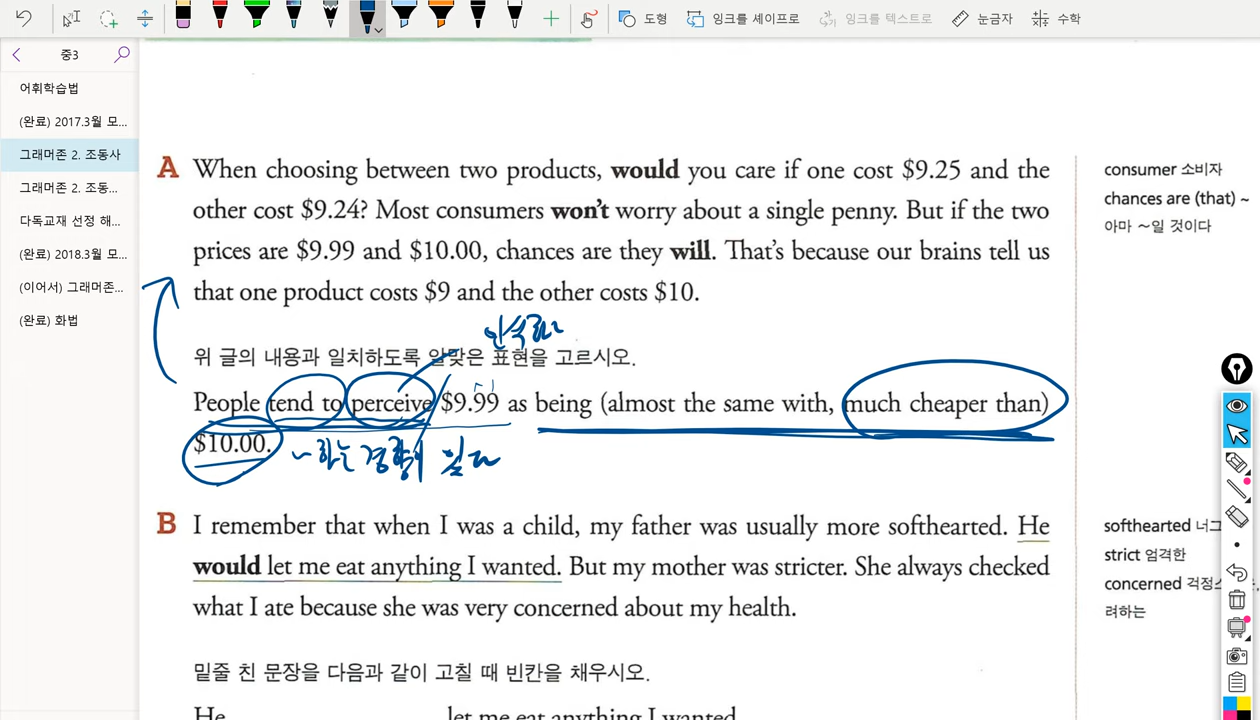 도형
잉크를 셰이프로
잉크를 텍스트로
눈금자
수학
중3
어휘학습법
(완료) 2017.3월 모...
그래머존 2. 조동사
그래머존 2. 조동...
다독교재 선정 해...
(완료) 2018.3월 모...
(이어서) 그래머존...
(완료) 화법
A When choosing between two products, would you care if one cost $9.25 and the
other cost $9.24? Most consumers won't worry about a single penny. But if the two
prices are $9.99 and $10.00, chances are they will. That's because our brains tell us
that one product costs $9 and the other costs $10.
consumer 소비자
chances are (that) ~
아마 ~일 것이다
위 글의 내용과 일치하도록 알맞은 표현을 고르시오.
People tend to perceive $9.99 as being (almost the same with, much cheaper than)
$10.00.
~하는 경향이 있다
B I remember that when I was a child, my father was usually more softhearted. He
would let me eat anything I wanted. But my mother was stricter. She always checked
what I ate because she was very concerned about my health.
softhearted 너그
strict 엄격한
concerned 걱정스
려하는
밑줄 친 문장을 다음과 같이 고칠 때 빈칸을 채우시오.
He let me eat anything I wanted.